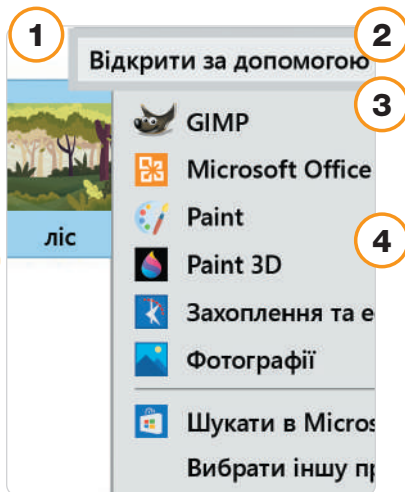 1
2
Відкрити за допомогою
3
GIMP
Microsoft Office
Paint
ліс
4
Paint 3D
Захоплення та е
Фотографії
Шукати в Micros
Вибрати іншу пр